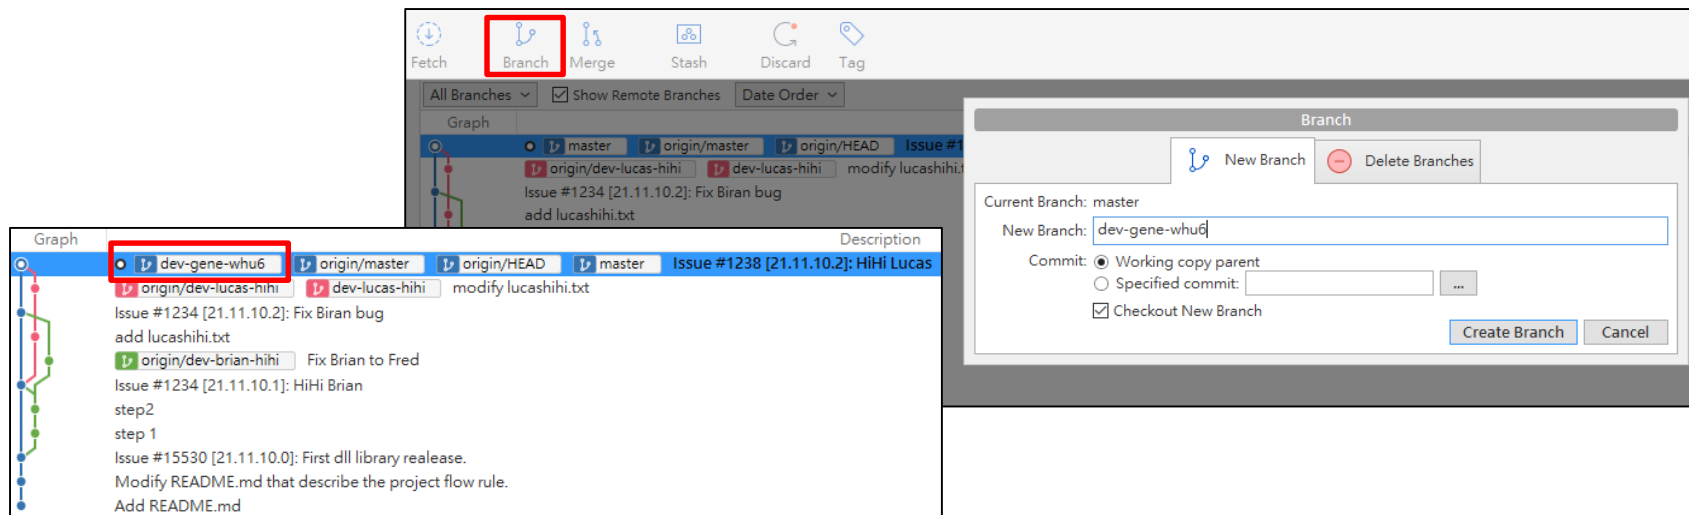 Fetch Branch Merge Stash Discard Tag
All Branches Show Remote Branches Date Order
Graph
master origin/master origin/HEAD Issue #1
origin/dev-lucas-hihi dev-lucas-hihi modify lucashihi.t
Issue #1234 [21.11.10.2]: Fix Biran bug
add lucashihi.txt
Branch
New Branch Delete Branches
Current Branch: master
New Branch: dev-gene-whu6
Commit: Working copy parent
Specified commit: ...
Checkout New Branch
Create Branch Cancel
Graph Description
dev-gene-whu6 origin/master origin/HEAD master Issue #1238 [21.11.10.2]: HiHi Lucas
origin/dev-lucas-hihi dev-lucas-hihi modify lucashihi.txt
Issue #1234 [21.11.10.2]: Fix Biran bug
add lucashihi.txt
origin/dev-brian-hihi Fix Brian to Fred
Issue #1234 [21.11.10.1]: HiHi Brian
step2
step 1
Issue #15530 [21.11.10.0]: First dll library realease.
Modify README.md that describe the project flow rule.
Add README.md